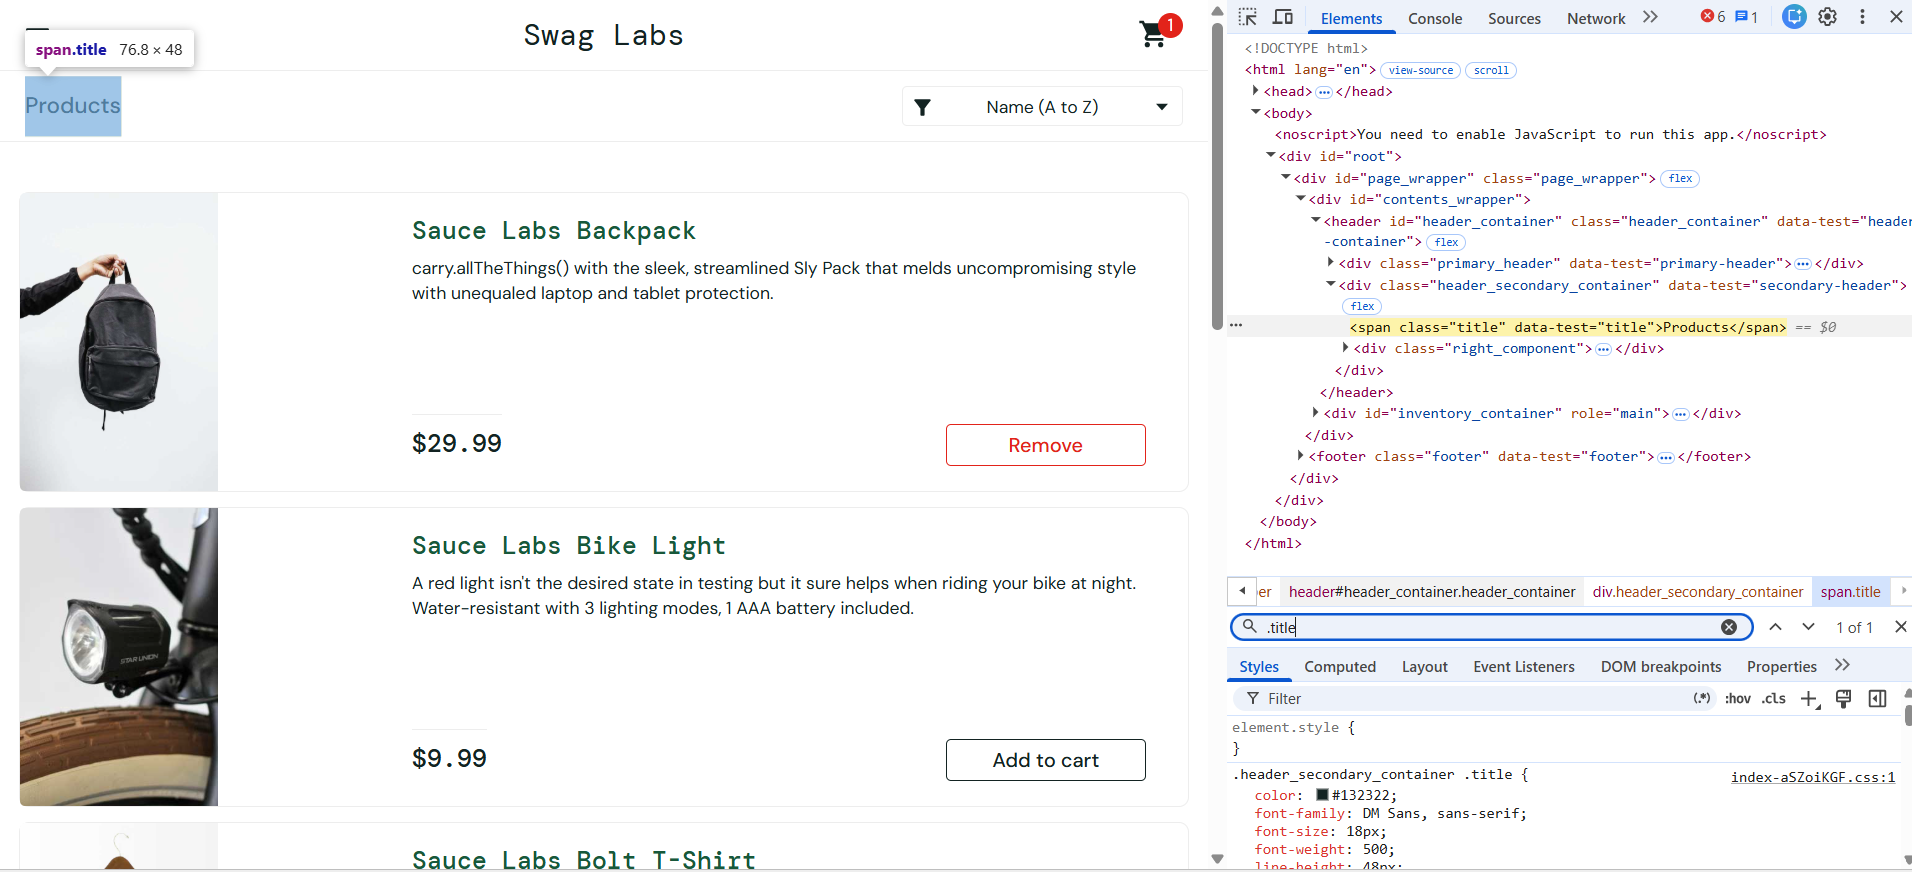 Swag Labs
1
span.title 76.8 × 48
Products
Name (A to Z)
Sauce Labs Backpack
carry.allTheThings() with the sleek, streamlined Sly Pack that melds uncompromising style
with unequaled laptop and tablet protection.
$29.99
Remove
STAR UNION
Sauce Labs Bike Light
A red light isn't the desired state in testing but it sure helps when riding your bike at night.
Water-resistant with 3 lighting modes, 1 AAA battery included.
$9.99
Add to cart
Sauce Labs Bolt T-Shirt
Elements Console Sources Network 6 1
<!DOCTYPE html>
<html lang="en"> view-source scroll
<head> … </head>
<body>
<noscript>You need to enable JavaScript to run this app.</noscript>
<div id="root">
<div id="page_wrapper" class="page_wrapper"> flex
<div id="contents_wrapper">
<header id="header_container" class="header_container" data-test="header
-container"> flex
<div class="primary_header" data-test="primary-header"> … </div>
<div class="header_secondary_container" data-test="secondary-header">
flex
… <span class="title" data-test="title">Products</span> == $0
<div class="right_component"> … </div>
</div>
</header>
<div id="inventory_container" role="main"> … </div>
</div>
<footer class="footer" data-test="footer"> … </footer>
</div>
</div>
</body>
</html>
er header#header_container.header_container div.header_secondary_container span.title
.title 1 of 1
Styles Computed Layout Event Listeners DOM breakpoints Properties
Filter (.*) :hov .cls
element.style {
}
.header_secondary_container .title { index-aSZoiKGF.css:1
color: #132322;
font-family: DM Sans, sans-serif;
font-size: 18px;
font-weight: 500;
line-height: 48px;